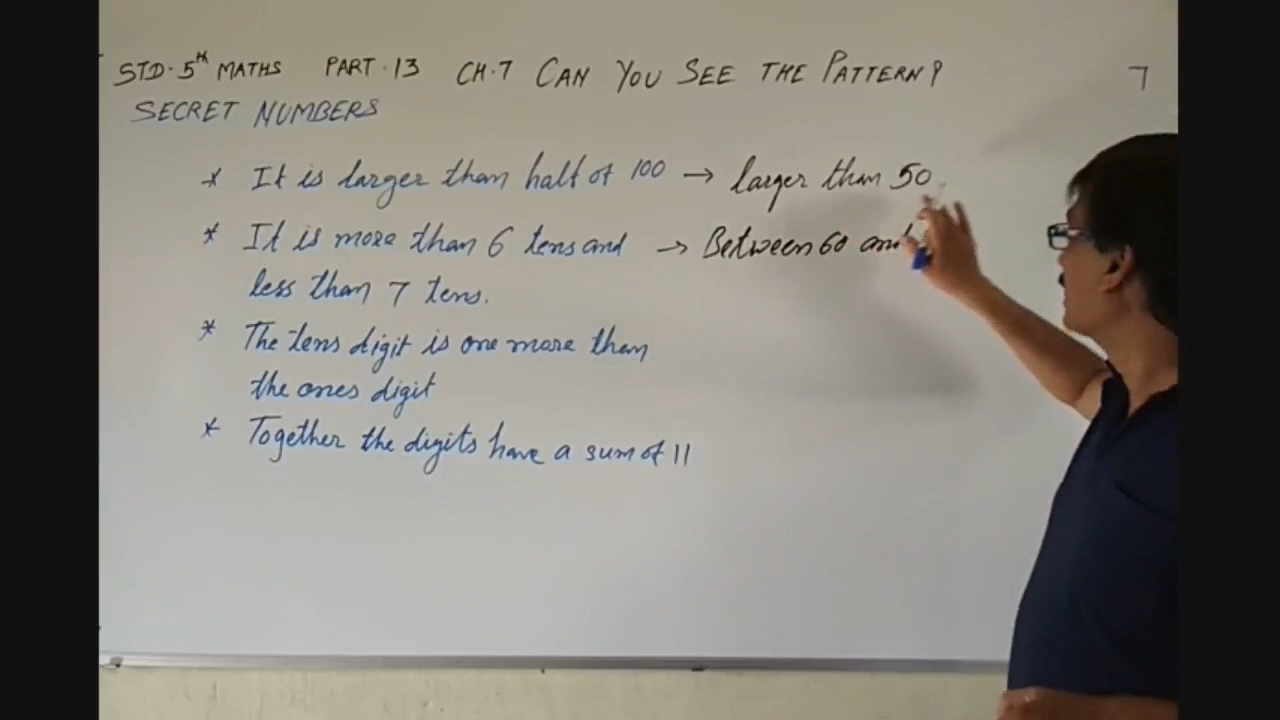 STD. 5TH MATHS PART. 13 CH. 7 CAN YOU SEE THE PATTERN? 7
SECRET NUMBERS
* It is larger than half of 100 → larger than 50
* It is more than 6 tens and → Between 60 and
less than 7 tens.
* The tens digit is one more than
the ones digit
* Together the digits have a sum of 11